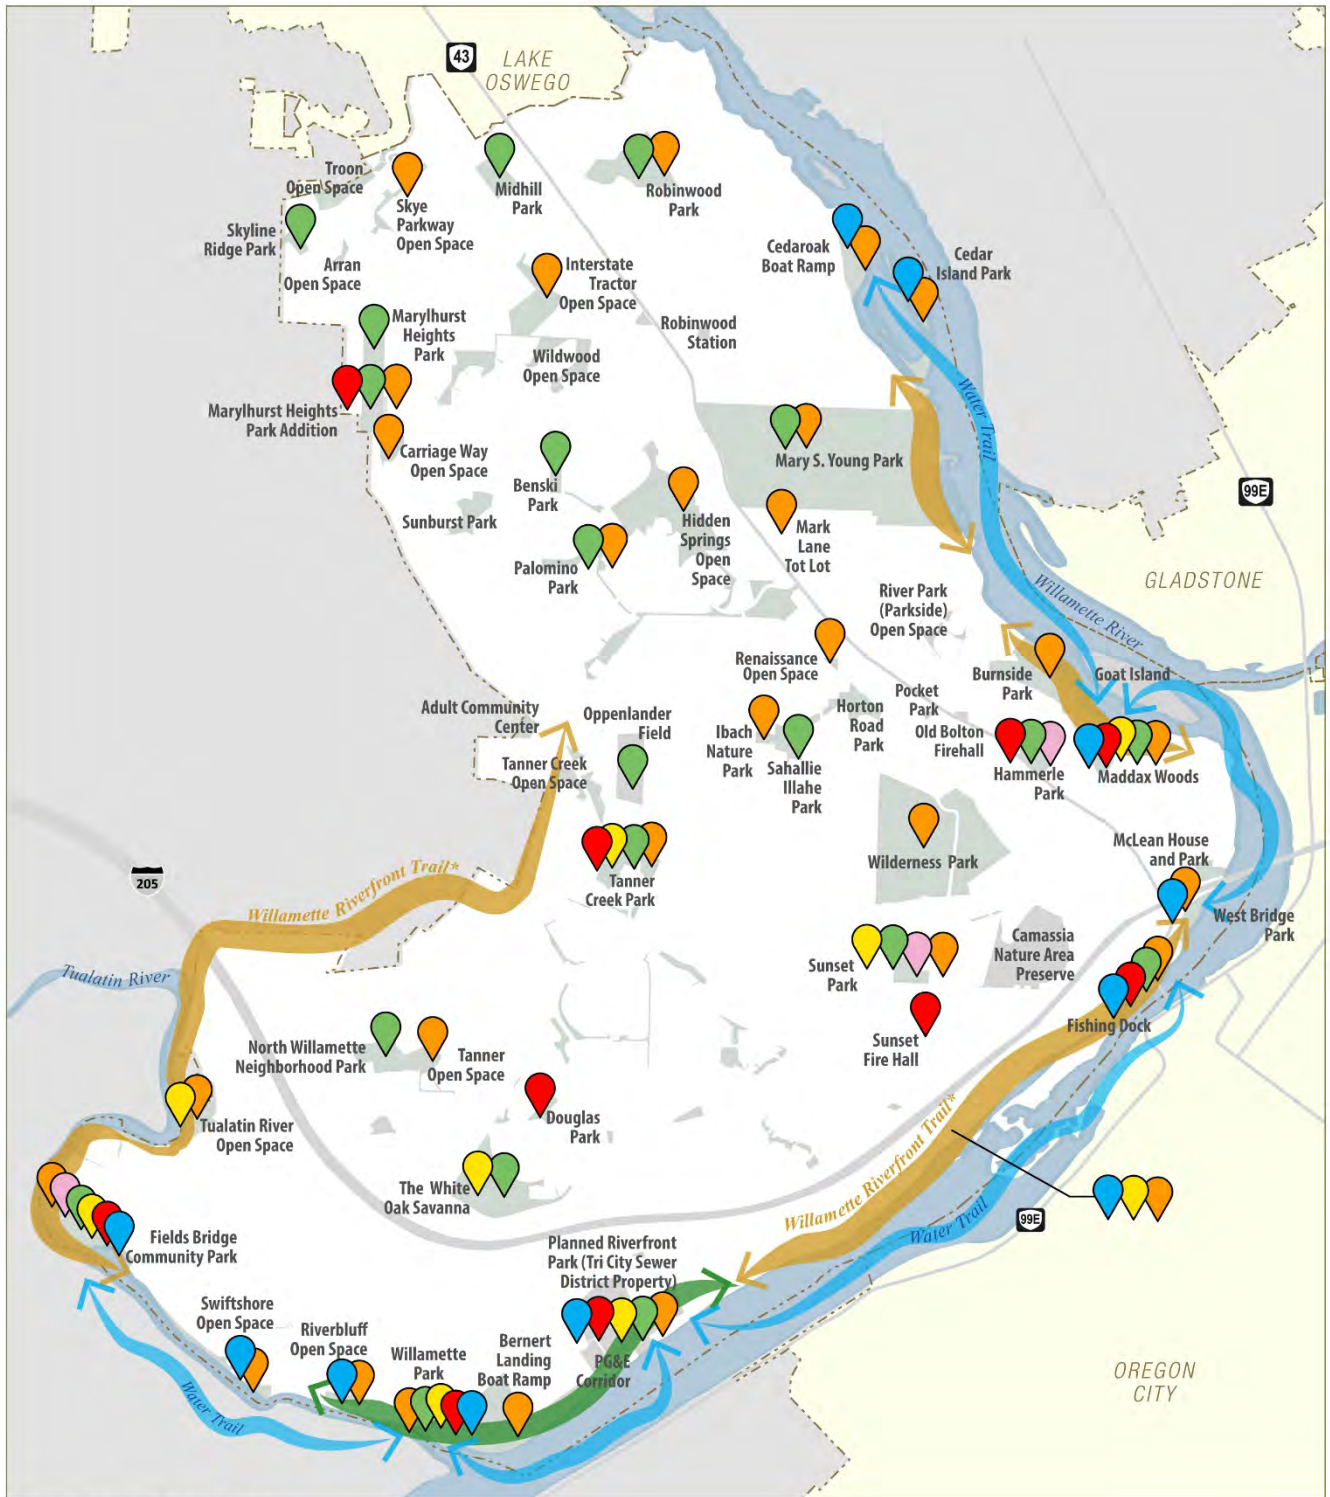 43
LAKE
OSWEGO
Troon
Open Space
Skye
Parkway
Open Space
Midhill
Park
Robinwood
Park
Skyline
Ridge Park
Arran
Open Space
Cedaroak
Boat Ramp
Cedar
Island Park
Interstate
Tractor
Open Space
Marylhurst
Heights
Park
Robinwood
Station
Wildwood
Open Space
Water Trail
Marylhurst Heights
Park Addition
Carriage Way
Open Space
Mary S. Young Park
Benski
Park
99E
Sunburst Park
Hidden
Springs
Open
Space
Mark
Lane
Tot Lot
Palomino
Park
GLADSTONE
River Park
(Parkside)
Open Space
Willamette River
Renaissance
Open Space
Burnside
Park
Goat Island
Adult Community
Center
Oppenlander
Field
Ibach
Nature
Park
Horton
Road
Park
Pocket
Park
Old Bolton
Firehall
Tanner Creek
Open Space
Sahallie
Illahe
Park
Hammerle
Park
Maddax Woods
McLean House
and Park
Wilderness Park
205
Tanner
Creek Park
Willamette Riverfront Trail*
West Bridge
Park
Tualatin River
Sunset
Park
Camassia
Nature Area
Preserve
Fishing Dock
Sunset
Fire Hall
North Willamette
Neighborhood Park
Tanner
Open Space
Tualatin River
Open Space
Douglas
Park
The White
Oak Savanna
Willamette Riverfront Trail*
Water Trail
99E
Fields Bridge
Community Park
Planned Riverfront
Park (Tri City Sewer
District Property)
Swiftshore
Open Space
Riverbluff
Open Space
Willamette
Park
Bernert
Landing
Boat Ramp
PG&E
Corridor
Water Trail
OREGON
CITY